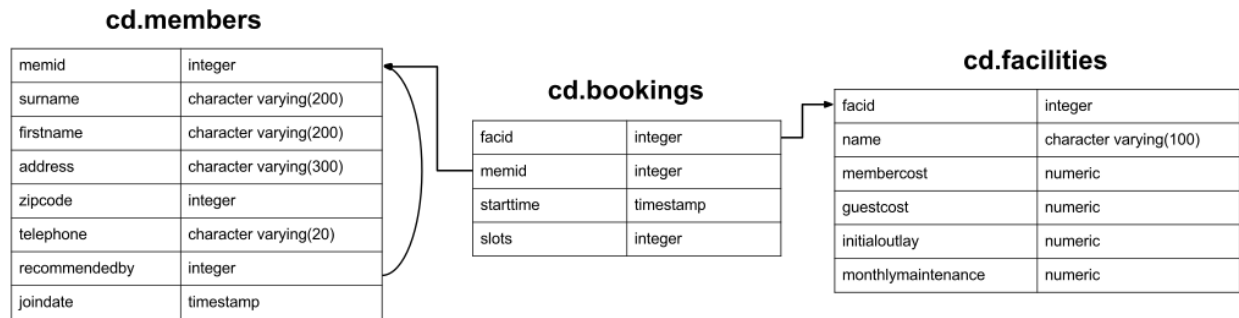 cd.members
memid integer
surname character varying(200)
firstname character varying(200)
address character varying(300)
zipcode integer
telephone character varying(20)
recommendedby integer
joindate timestamp
cd.bookings
facid integer
memid integer
starttime timestamp
slots integer
cd.facilities
facid integer
name character varying(100)
membercost numeric
guestcost numeric
initialoutlay numeric
monthlymaintenance numeric